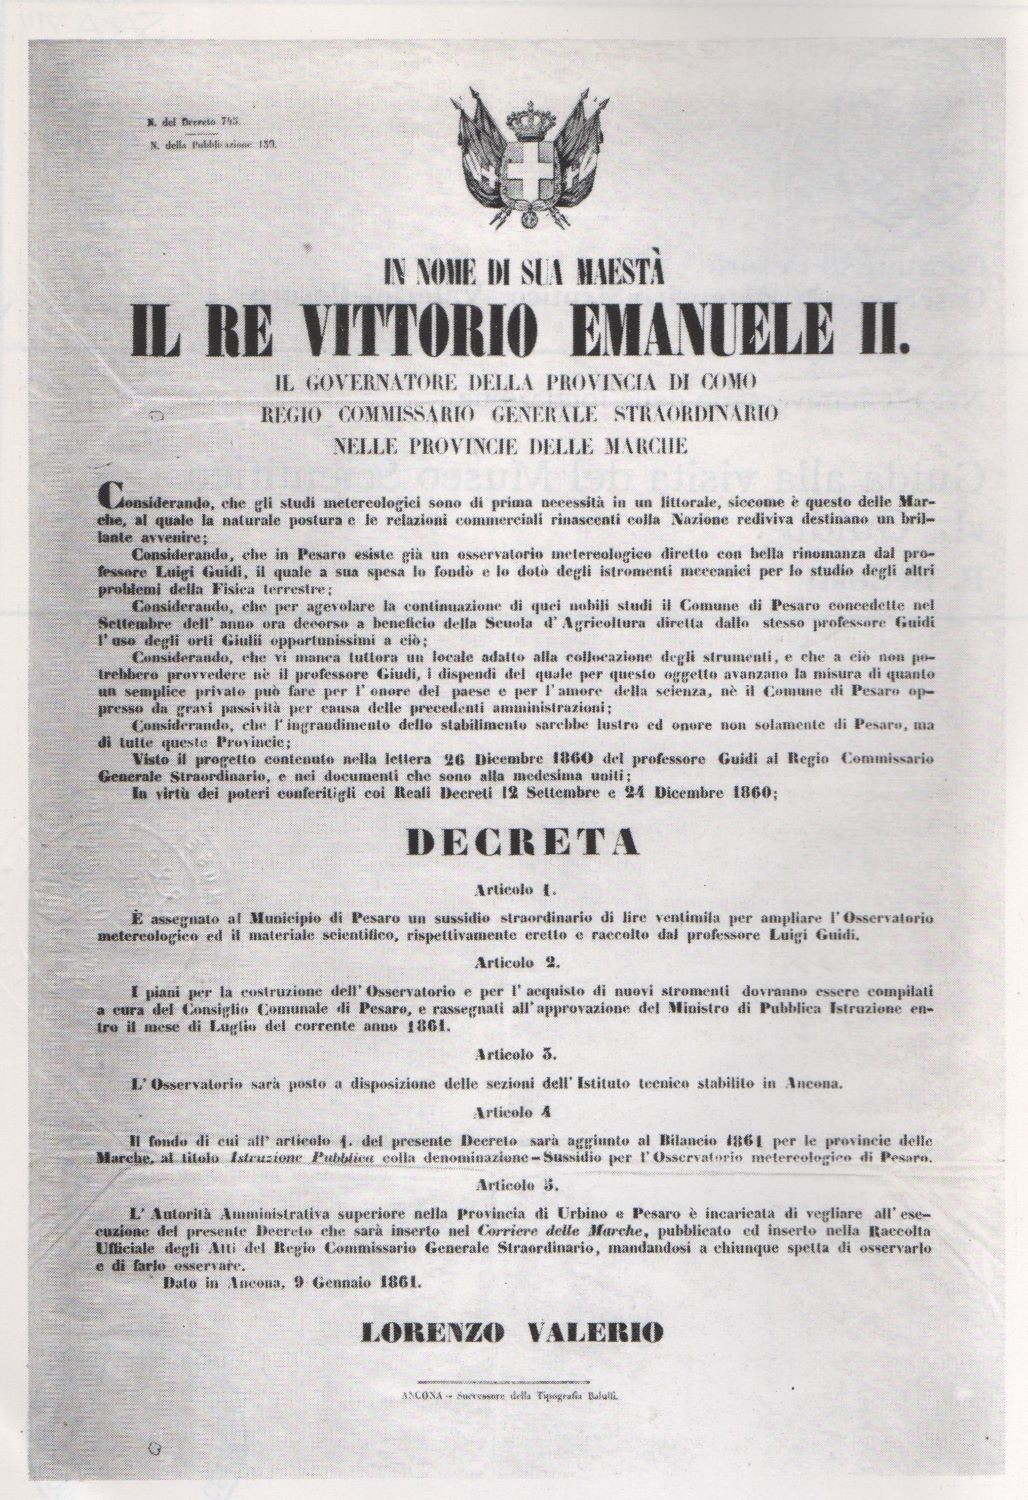 N. del Decreto 745.
N. della Pubblicazione 159.
IN NOME DI SUA MAESTÀ
IL RE VITTORIO EMANUELE II.
IL GOVERNATORE DELLA PROVINCIA DI COMO
REGIO COMMISSARIO GENERALE STRAORDINARIO
NELLE PROVINCIE DELLE MARCHE
Considerando, che gli studi metereologici sono di prima necessità in un littorale, siccome è questo delle Mar-
che, al quale la naturale postura e le relazioni commerciali rinascenti colla Nazione rediviva destinano un bril-
lante avvenire;
Considerando, che in Pesaro esiste già un osservatorio metereologico diretto con bella rinomanza dal pro-
fessore Luigi Guidi, il quale a sua spesa lo fondò e lo dotò degli istromenti meccanici per lo studio degli altri
problemi della Fisica terrestre;
Considerando, che per agevolare la continuazione di quei nobili studi il Comune di Pesaro concedette nel
Settembre dell' anno ora decorso a beneficio della Scuola d' Agricoltura diretta dallo stesso professore Guidi
l' uso degli orti Giulii opportunissimi a ciò;
Considerando, che vi manca tuttora un locale adatto alla collocazione degli strumenti, e che a ciò non po-
trebbero provvedere nè il professore Giudi, i dispendi del quale per questo oggetto avanzano la misura di quanto
un semplice privato può fare per l' onore del paese e per l' amore della scienza, nè il Comune di Pesaro op-
presso da gravi passività per causa delle precedenti amministrazioni;
Considerando, che l' ingrandimento dello stabilimento sarebbe lustro ed onore non solamente di Pesaro, ma
di tutte queste Provincie;
Visto il progetto contenuto nella lettera 26 Dicembre 1860 del professore Guidi al Regio Commissario
Generale Straordinario, e nei documenti che sono alla medesima uniti;
In virtù dei poteri conferitigli coi Reali Decreti 12 Settembre e 24 Dicembre 1860;
DECRETA
Articolo 1.
È assegnato al Municipio di Pesaro un sussidio straordinario di lire ventimila per ampliare l' Osservatorio
metereologico ed il materiale scientifico, rispettivamente eretto e raccolto dal professore Luigi Guidi.
Articolo 2.
I piani per la costruzione dell' Osservatorio e per l' acquisto di nuovi stromenti dovranno essere compilati
a cura del Consiglio Comunale di Pesaro, e rassegnati all' approvazione del Ministro di Pubblica Istruzione en-
tro il mese di Luglio del corrente anno 1861.
Articolo 3.
L' Osservatorio sarà posto a disposizione delle sezioni dell' Istituto tecnico stabilito in Ancona.
Articolo 4
Il fondo di cui all' articolo 1. del presente Decreto sarà aggiunto al Bilancio 1861 per le provincie delle
Marche, al titolo Istruzione Pubblica colla denominazione – Sussidio per l' Osservatorio metereologico di Pesaro.
Articolo 5.
L' Autorità Amministrativa superiore nella Provincia di Urbino e Pesaro è incaricata di vegliare all' ese-
cuzione del presente Decreto che sarà inserto nel Corriere delle Marche, pubblicato ed inserto nella Raccolta
Ufficiale degli Atti del Regio Commissario Generale Straordinario, mandandosi a chiunque spetta di osservarlo
e di farlo osservare.
Dato in Ancona, 9 Gennaio 1861.
LORENZO VALERIO
ANCONA – Successore della Tipografia Baluffi.